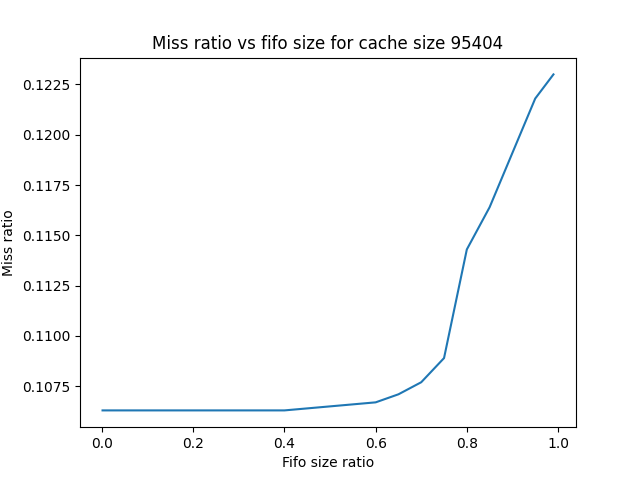 Miss ratio vs fifo size for cache size 95404
0.1225
0.1200
0.1175
0.1150
0.1125
0.1100
0.1075
Miss ratio
0.0 0.2 0.4 0.6 0.8 1.0
Fifo size ratio